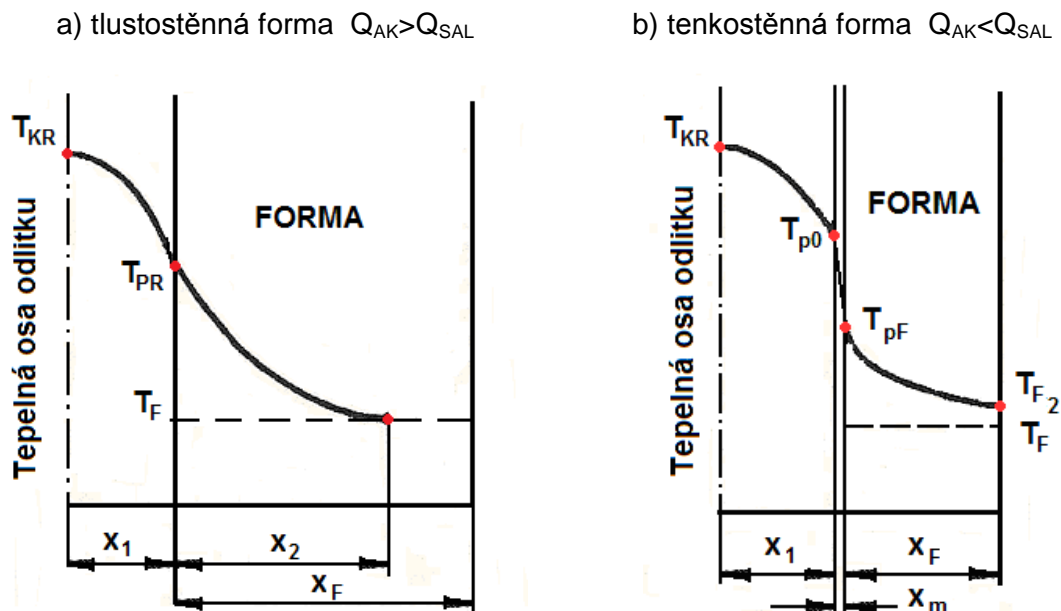 a) tlustostěnná forma Q_AK>Q_SAL
T_KR
FORMA
T_PR
T_F
Tepelná osa odlitku
x_1
x_2
x_F
b) tenkostěnná forma Q_AK<Q_SAL
T_KR
FORMA
T_p0
T_pF
T_F2
T_F
Tepelná osa odlitku
x_1
x_F
x_m